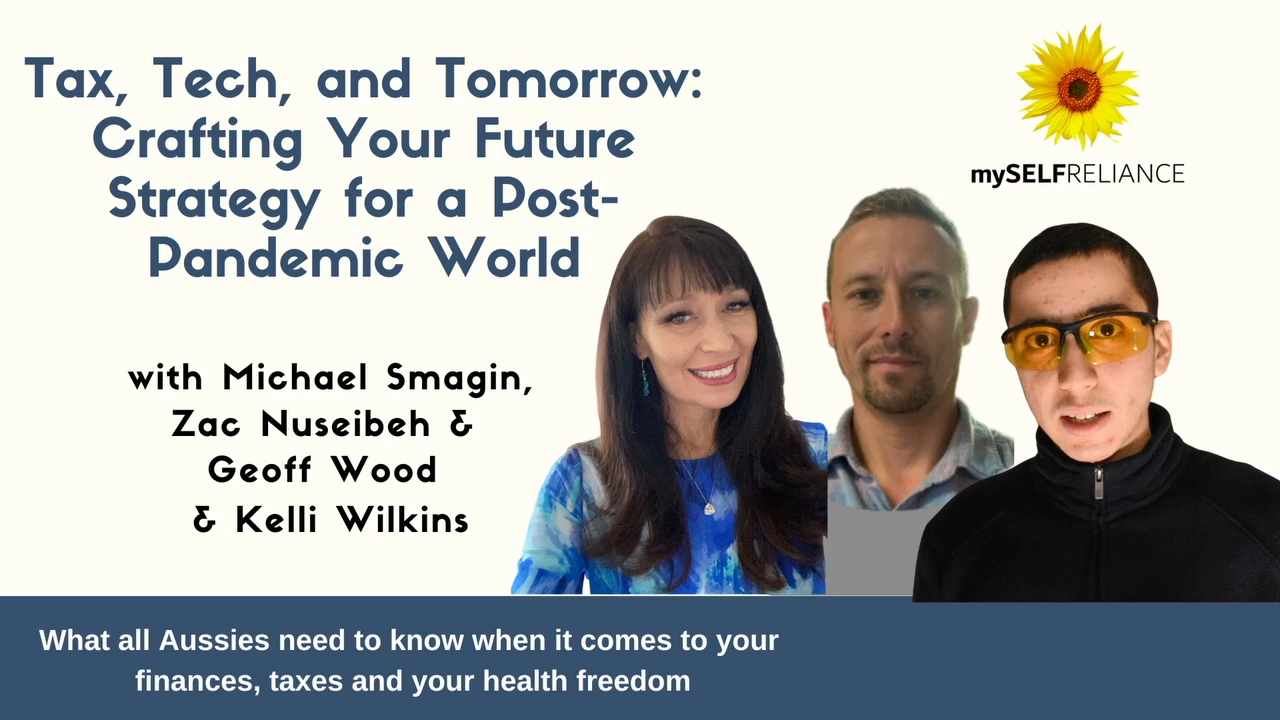 Tax, Tech, and Tomorrow:
Crafting Your Future
Strategy for a Post-
Pandemic World
mySELFRELIANCE
with Michael Smagin,
Zac Nuseibeh &
Geoff Wood
& Kelli Wilkins
What all Aussies need to know when it comes to your
finances, taxes and your health freedom